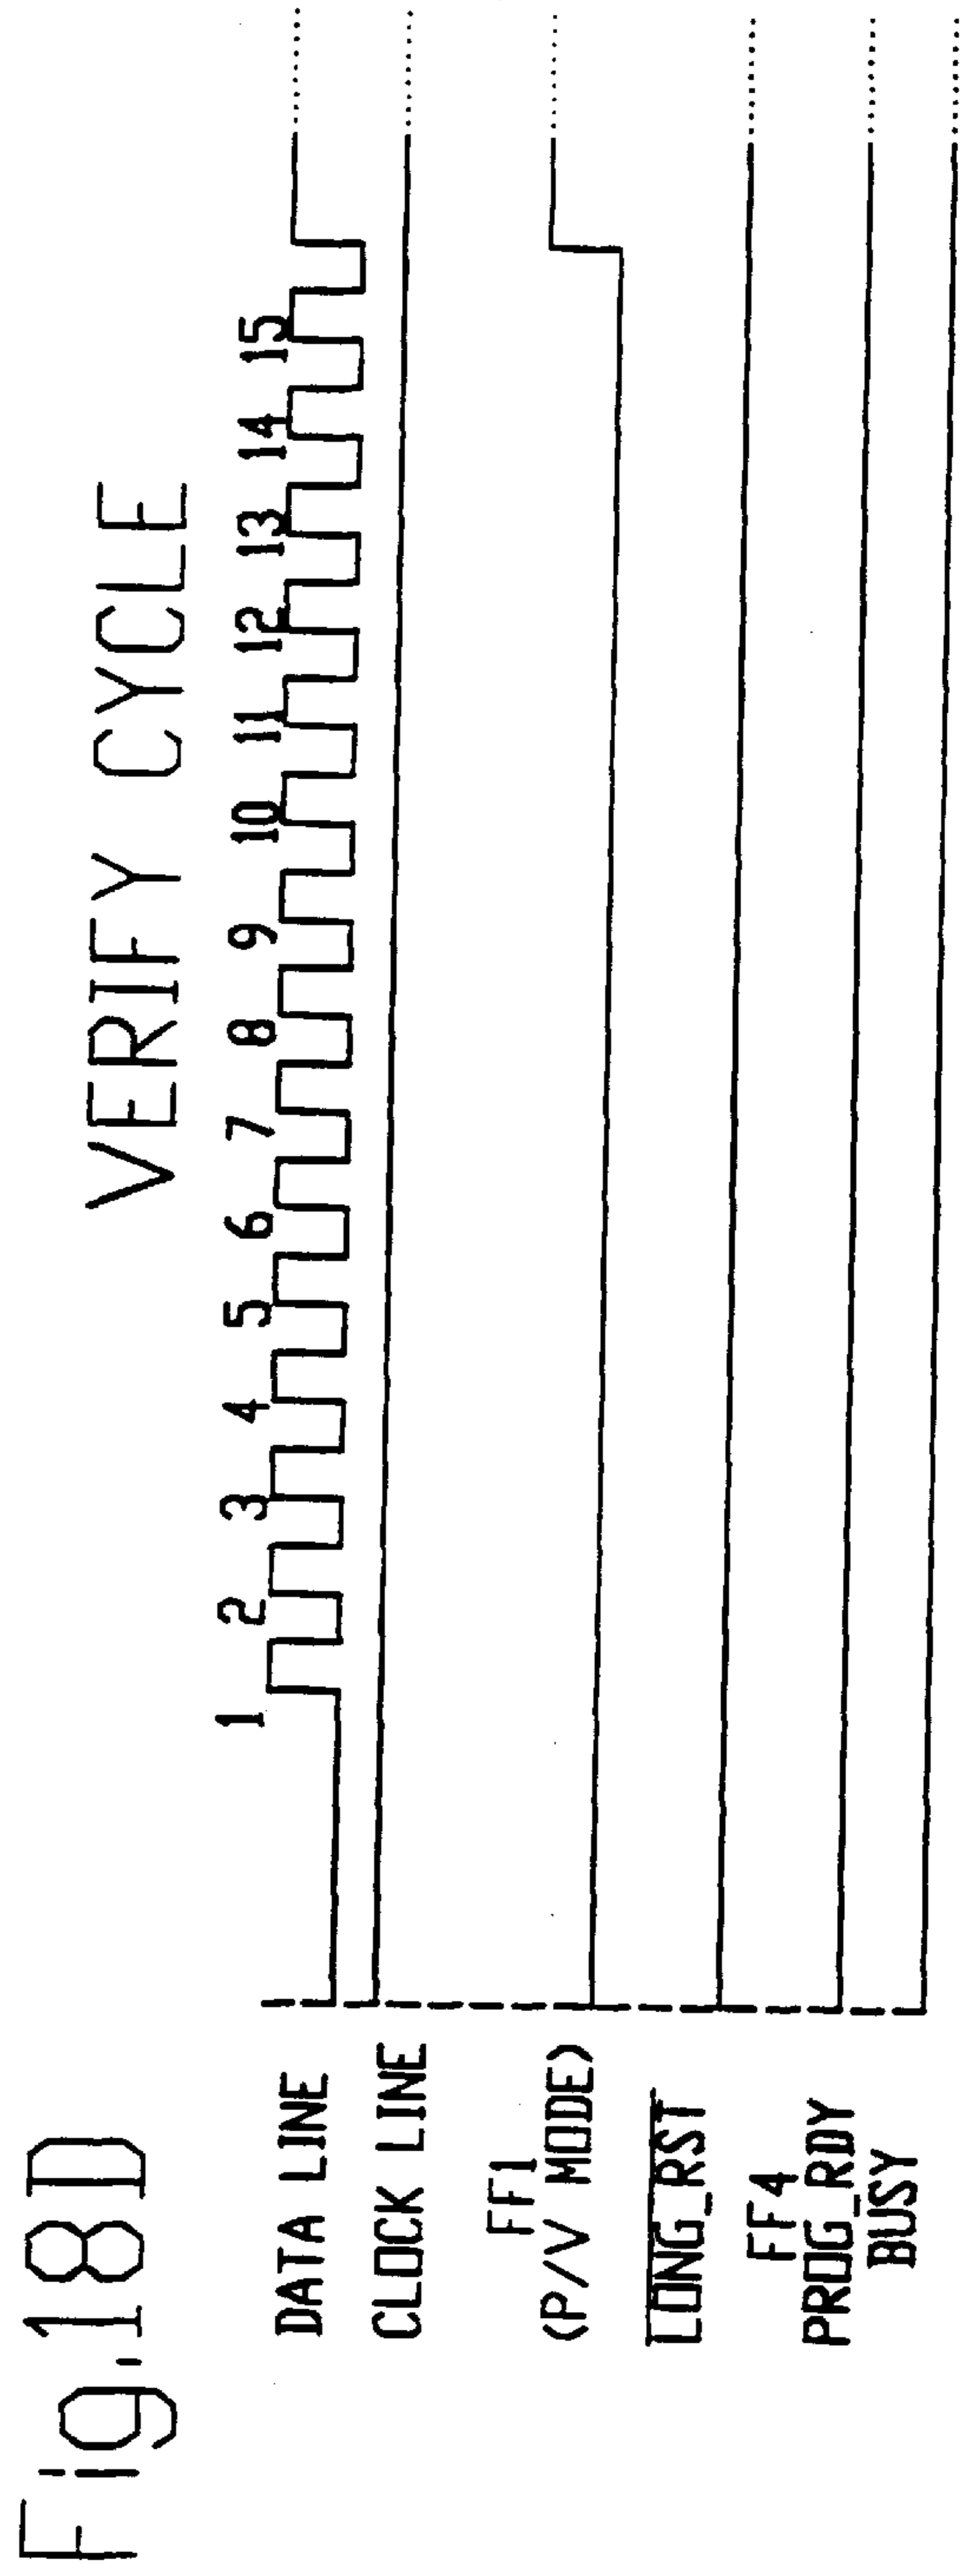 Fig.18D
VERIFY CYCLE
1 2 3 4 5 6 7 8 9 10 11 12 13 14 15
DATA LINE
CLOCK LINE
FF1
(P/V MODE)
LONG_RST
FF4
PROG_RDY
BUSY